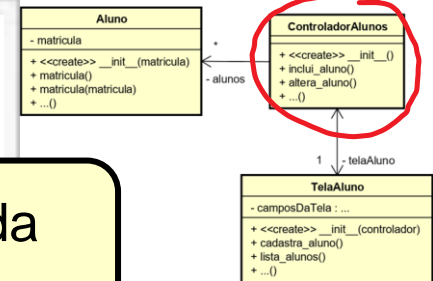 Aluno
- matricula
+ <<create>> __init__(matricula)
+ matricula()
+ matricula(matricula)
+ ...()
*
- alunos
ControladorAlunos
+ <<create>> __init__()
+ inclui_aluno()
+ altera_aluno()
+ ...()
1
- telaAluno
TelaAluno
- camposDaTela : ...
+ <<create>> __init__(controlador)
+ cadastra_aluno()
+ lista_alunos()
+ ...()
da